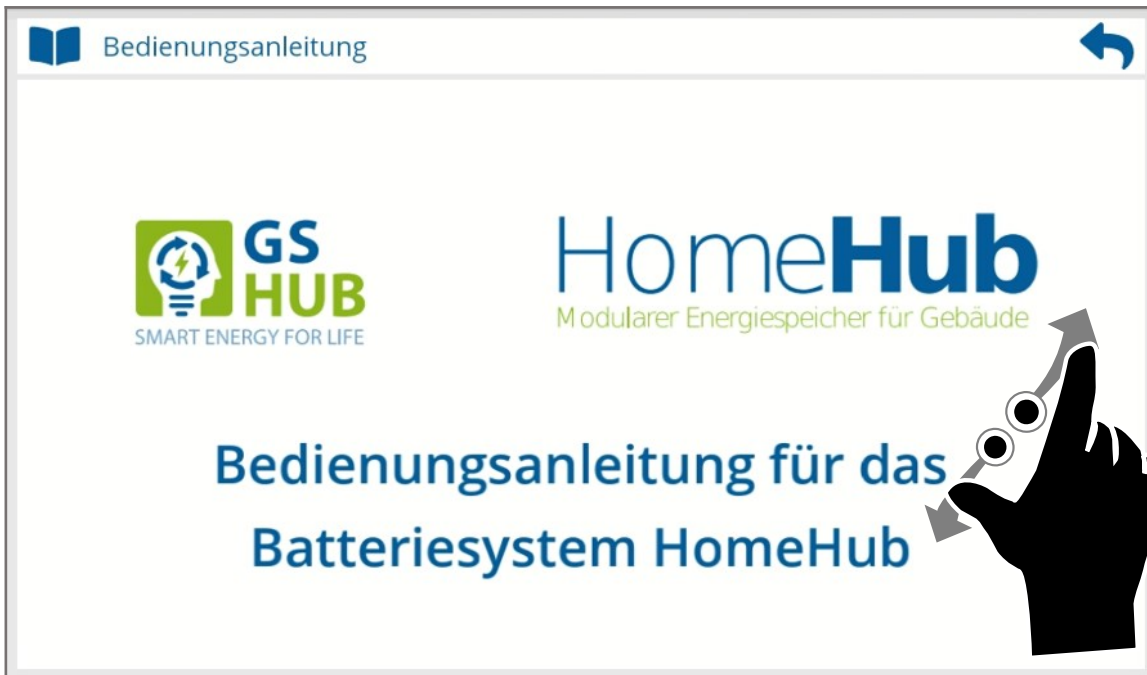 Bedienungsanleitung
GS
HUB
SMART ENERGY FOR LIFE
HomeHub
Modularer Energiespeicher für Gebäude
Bedienungsanleitung für das
Batteriesystem HomeHub